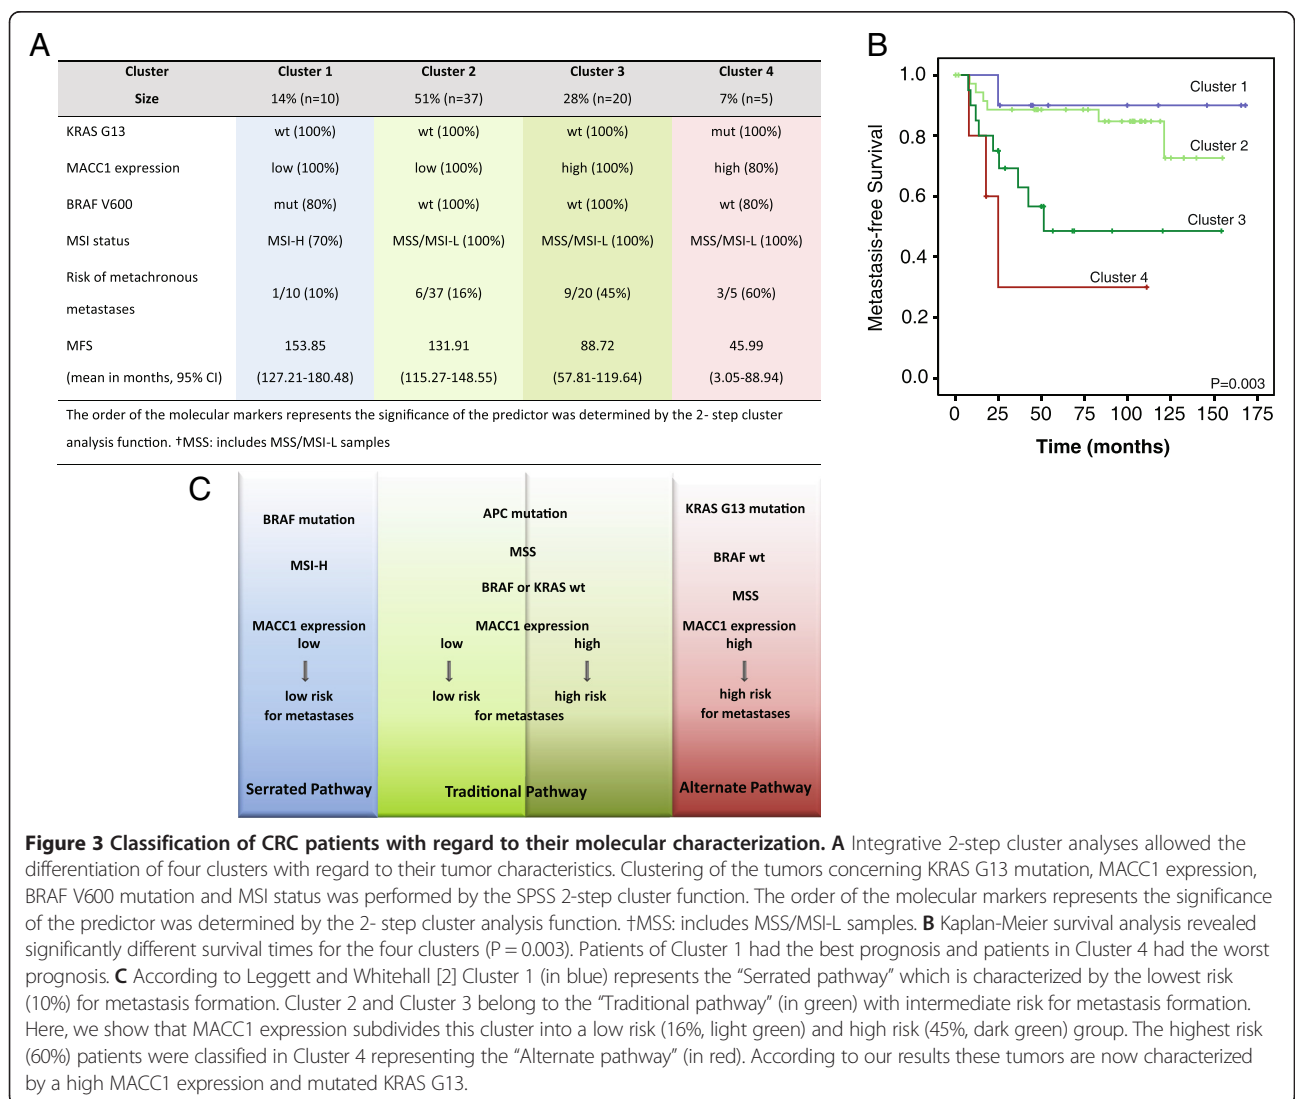 A
Cluster Cluster 1 Cluster 2 Cluster 3 Cluster 4
Size 14% (n=10) 51% (n=37) 28% (n=20) 7% (n=5)
KRAS G13 wt (100%) wt (100%) wt (100%) mut (100%)
MACC1 expression low (100%) low (100%) high (100%) high (80%)
BRAF V600 mut (80%) wt (100%) wt (100%) wt (80%)
MSI status MSI-H (70%) MSS/MSI-L (100%) MSS/MSI-L (100%) MSS/MSI-L (100%)
Risk of metachronous
metastases 1/10 (10%) 6/37 (16%) 9/20 (45%) 3/5 (60%)
MFS 153.85 131.91 88.72 45.99
(mean in months, 95% CI) (127.21-180.48) (115.27-148.55) (57.81-119.64) (3.05-88.94)
The order of the molecular markers represents the significance of the predictor was determined by the 2- step cluster
analysis function. †MSS: includes MSS/MSI-L samples
B
Metastasis-free Survival
1.0
0.8
0.6
0.4
0.2
0.0
Cluster 1
Cluster 2
Cluster 3
Cluster 4
P=0.003
0 25 50 75 100 125 150 175
Time (months)
C
BRAF mutation
MSI-H
MACC1 expression
low
low risk
for metastases
Serrated Pathway
APC mutation
MSS
BRAF or KRAS wt
MACC1 expression
low high
low risk high risk
for metastases
Traditional Pathway
KRAS G13 mutation
BRAF wt
MSS
MACC1 expression
high
high risk
for metastases
Alternate Pathway
Figure 3 Classification of CRC patients with regard to their molecular characterization. A Integrative 2-step cluster analyses allowed the
differentiation of four clusters with regard to their tumor characteristics. Clustering of the tumors concerning KRAS G13 mutation, MACC1 expression,
BRAF V600 mutation and MSI status was performed by the SPSS 2-step cluster function. The order of the molecular markers represents the significance
of the predictor was determined by the 2- step cluster analysis function. †MSS: includes MSS/MSI-L samples. B Kaplan-Meier survival analysis revealed
significantly different survival times for the four clusters (P = 0.003). Patients of Cluster 1 had the best prognosis and patients in Cluster 4 had the worst
prognosis. C According to Leggett and Whitehall [2] Cluster 1 (in blue) represents the “Serrated pathway” which is characterized by the lowest risk
(10%) for metastasis formation. Cluster 2 and Cluster 3 belong to the “Traditional pathway” (in green) with intermediate risk for metastasis formation.
Here, we show that MACC1 expression subdivides this cluster into a low risk (16%, light green) and high risk (45%, dark green) group. The highest risk
(60%) patients were classified in Cluster 4 representing the “Alternate pathway” (in red). According to our results these tumors are now characterized
by a high MACC1 expression and mutated KRAS G13.